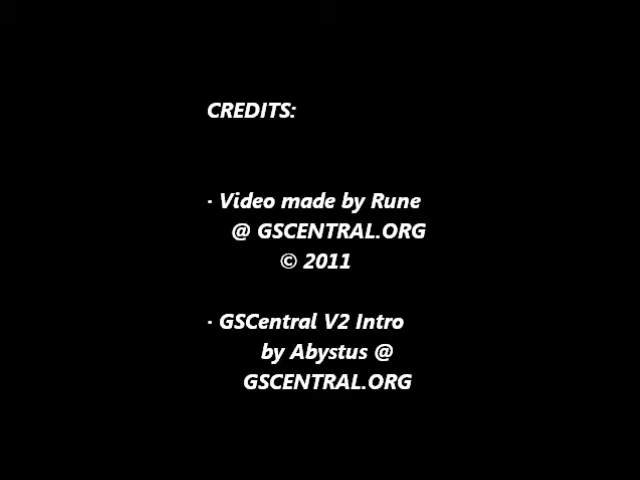 CREDITS:
· Video made by Rune
@ GSCENTRAL.ORG
© 2011
· GSCentral V2 Intro
by Abystus @
GSCENTRAL.ORG